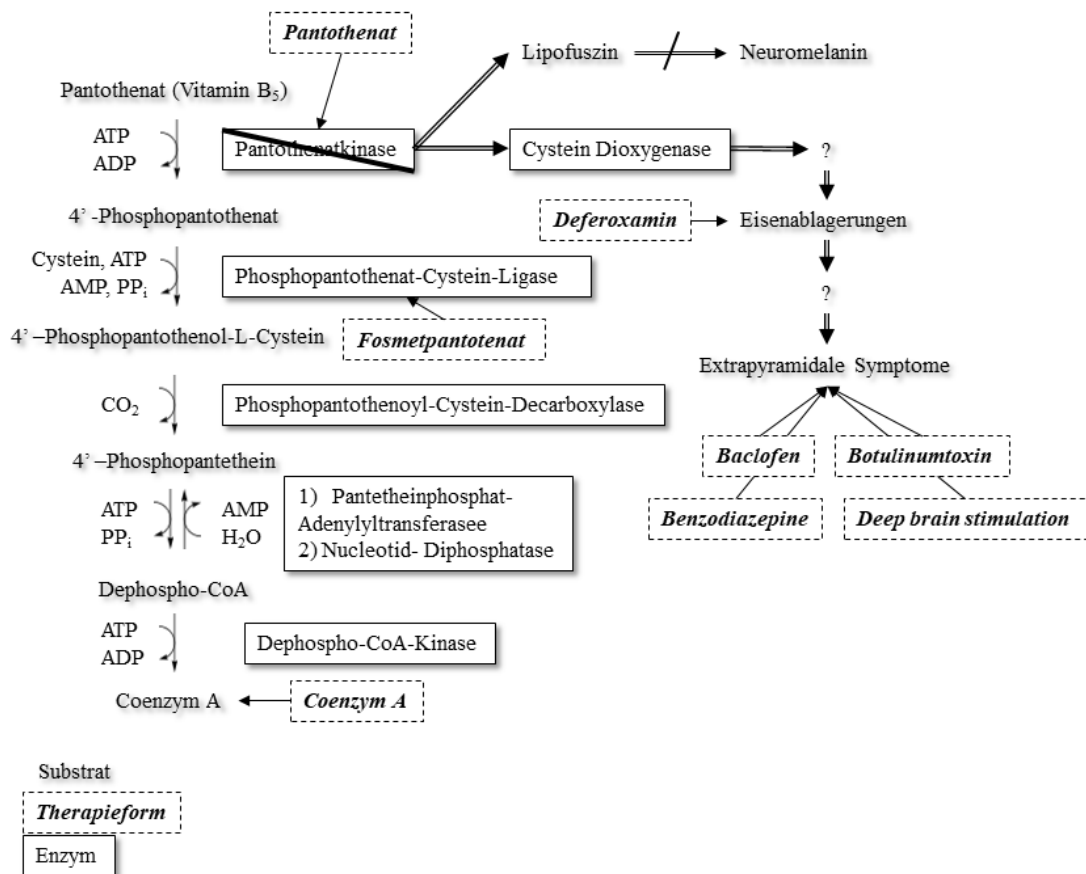 Pantothenat
Lipofuszin
Neuromelanin
Pantothenat (Vitamin B5)
ATP
ADP
Pantothenatkinase
Cystein Dioxygenase
?
4' -Phosphopantothenat
Deferoxamin
Eisenablagerungen
Cystein, ATP
AMP, PPi
Phosphopantothenat-Cystein-Ligase
?
4' –Phosphopantothenol-L-Cystein
Fosmetpantotenat
Extrapyramidale Symptome
CO2
Phosphopantothenoyl-Cystein-Decarboxylase
4' –Phosphopantethein
Baclofen
Botulinumtoxin
Benzodiazepine
Deep brain stimulation
ATP
PPi
AMP
H2O
1) Pantetheinphosphat-
Adenylyltransferasee
2) Nucleotid- Diphosphatase
Dephospho-CoA
ATP
ADP
Dephospho-CoA-Kinase
Coenzym A
Coenzym A
Substrat
Therapieform
Enzym